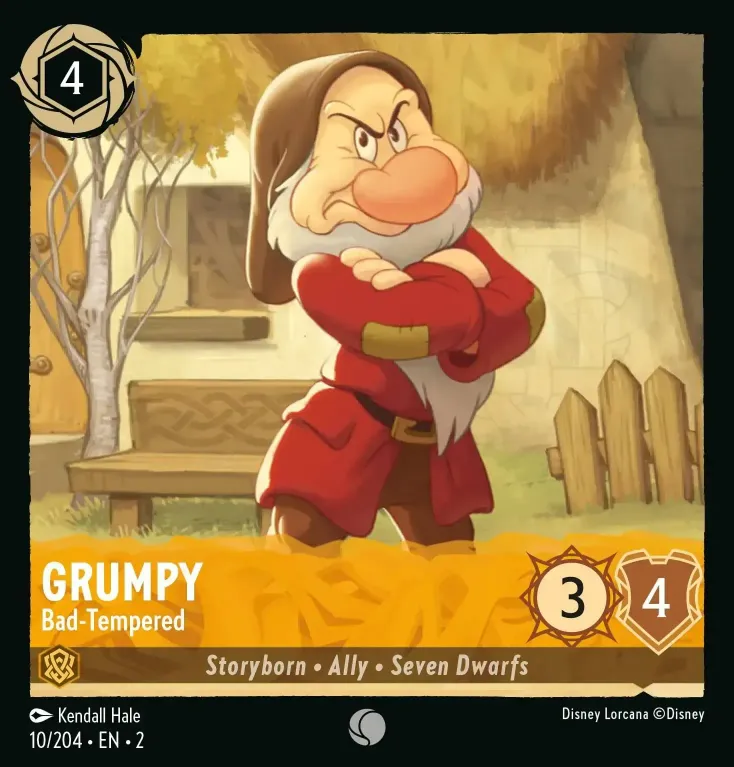 4
GRUMPY
Bad-Tempered
3
4
Storyborn • Ally • Seven Dwarfs
Kendall Hale
Disney Lorcana ©Disney
10/204 • EN • 2